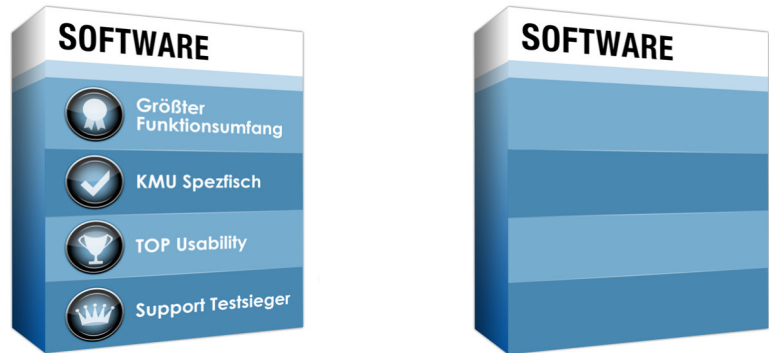 SOFTWARE
Größter
Funktionsumfang
KMU Spezfisch
TOP Usability
Support Testsieger
SOFTWARE